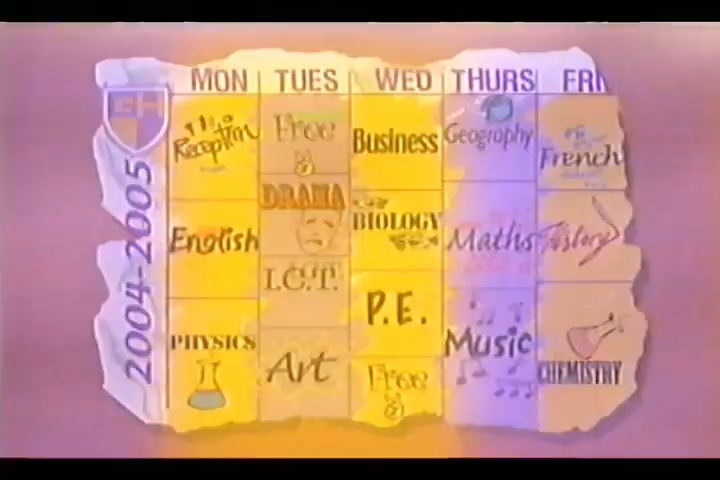 MON TUES WED THURS FRI
EH
2004-2005
Reception
English
PHYSICS
Free
DRAMA
I.C.T.
Art
Business
BIOLOGY
P.E.
Free
Geography
Maths
Music
French
History
CHEMISTRY